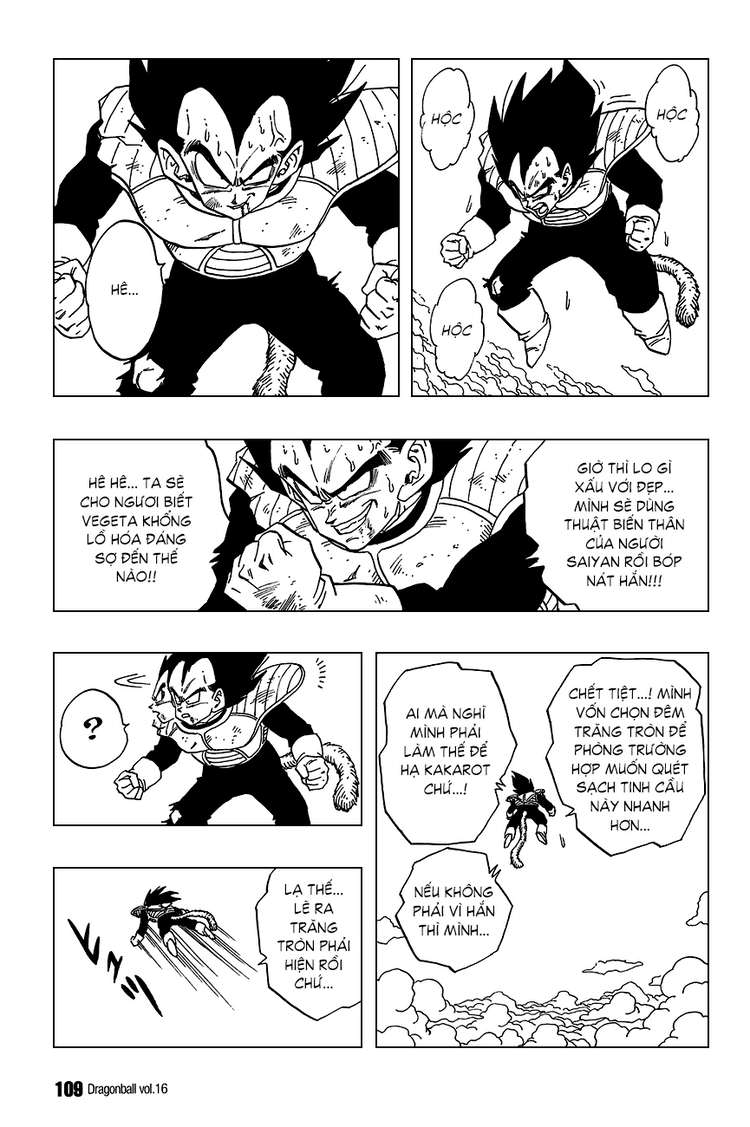 HỘC
HỘC
HỘC
HÊ...
GIỜ THÌ LO GÌ
XẤU VỚI ĐẸP...
MÌNH SẼ DÙNG
THUẬT BIẾN THÂN
CỦA NGƯỜI
SAIYAN RỒI BÓP
NÁT HẮN!!!
HÊ HÊ... TA SẼ
CHO NGƯƠI BIẾT
VEGETA KHỔNG
LỒ HÓA ĐÁNG
SỢ ĐẾN THẾ
NÀO!!
CHẾT TIỆT...! MÌNH
VỐN CHỌN ĐÊM
TRĂNG TRÒN ĐỂ
PHÒNG TRƯỜNG
HỢP MUỐN QUÉT
SẠCH TINH CẦU
NÀY NHANH
HƠN...
AI MÀ NGHĨ
MÌNH PHẢI
LÀM THẾ ĐỂ
HẠ KAKAROT
CHỨ...!
NẾU KHÔNG
PHẢI VÌ HẮN
THÌ MÌNH...
?
LẠ THẾ...
LẼ RA
TRĂNG
TRÒN PHẢI
HIỆN RỒI
CHỨ...
ヒュッ
109 Dragonball vol.16